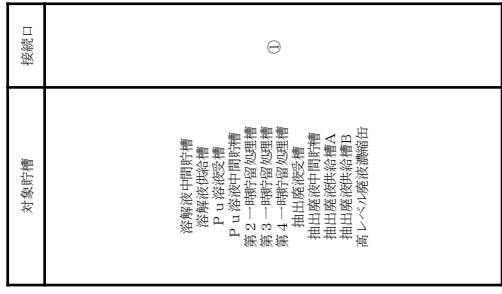 対象貯槽
接続口
溶解液中間貯槽
溶解液供給槽
Ｐｕ溶液受槽
Ｐｕ溶液中間貯槽
第２一時貯留処理槽
第３一時貯留処理槽
第４一時貯留処理槽
抽出廃液受槽
抽出廃液中間貯槽
抽出廃液供給槽Ａ
抽出廃液供給槽Ｂ
高レベル廃液濃縮缶
①